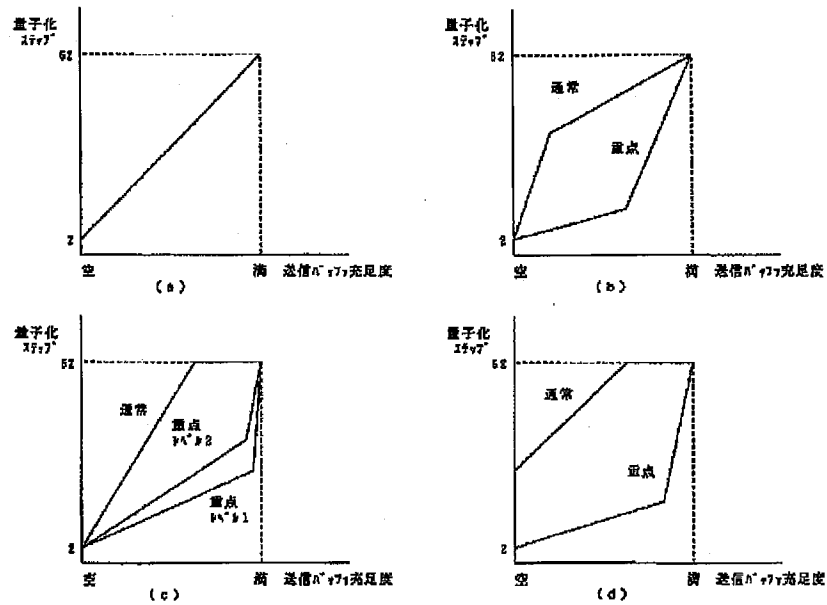 量子化
ｽﾃｯﾌﾟ
62
2
空
満
送信ﾊﾞｯﾌｧ充足度
(a)
量子化
ｽﾃｯﾌﾟ
62
通常
重点
2
空
満
送信ﾊﾞｯﾌｧ充足度
(b)
量子化
ｽﾃｯﾌﾟ
62
通常
重点
ﾚﾍﾞﾙ2
重点
ﾚﾍﾞﾙ1
2
空
満
送信ﾊﾞｯﾌｧ充足度
(c)
量子化
ｽﾃｯﾌﾟ
62
通常
重点
2
空
満
送信ﾊﾞｯﾌｧ充足度
(d)